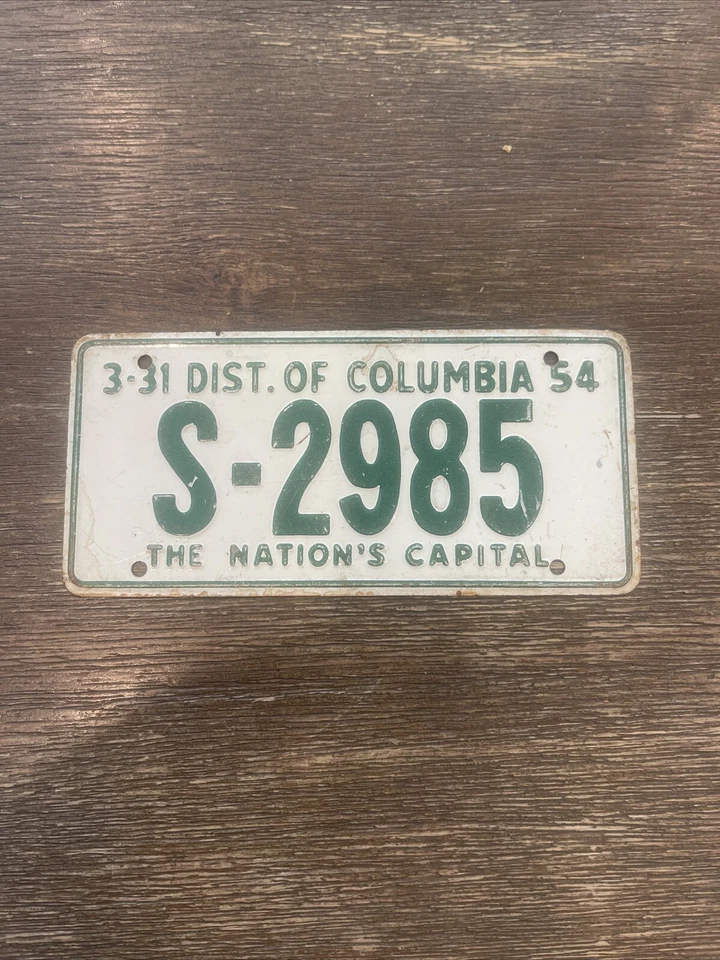 3-31 DIST. OF COLUMBIA 54
S-2985
THE NATION'S CAPITAL